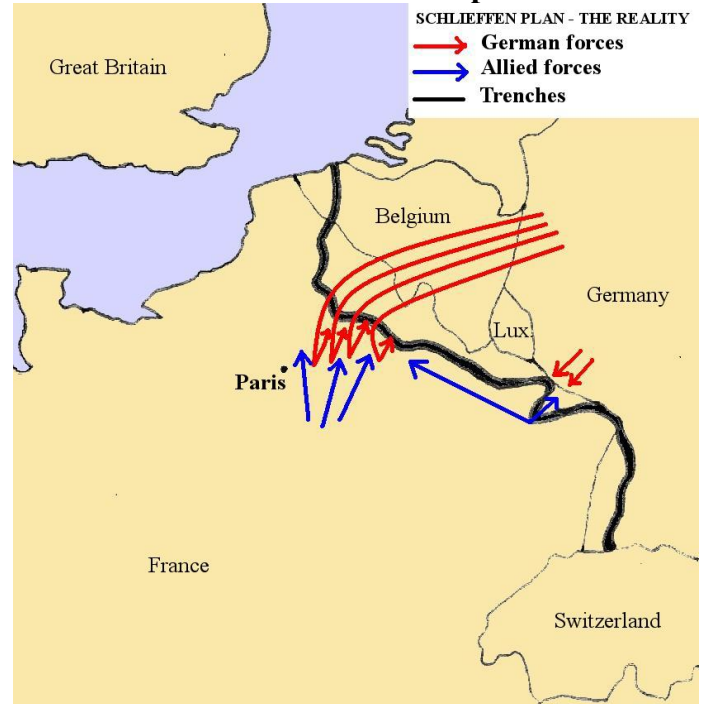 SCHLIEFFEN PLAN - THE REALITY
German forces
Allied forces
Trenches
Great Britain
Belgium
Germany
Lux.
Paris
France
Switzerland